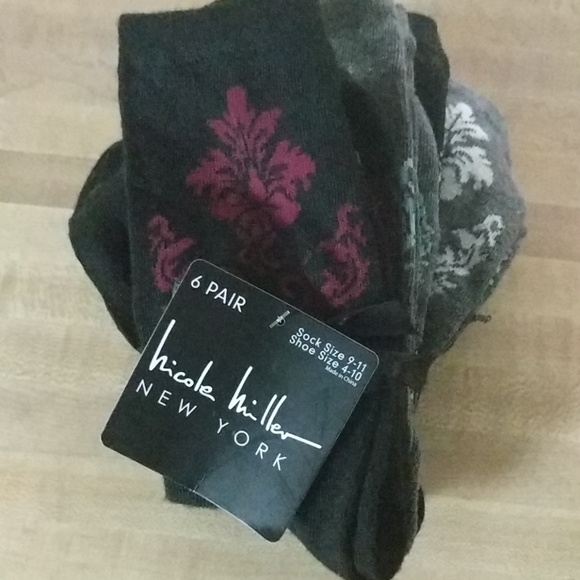 6 PAIR
Sock Size 9-11
Shoe Size 4-10
Made in China
nicole miller
NEW YORK